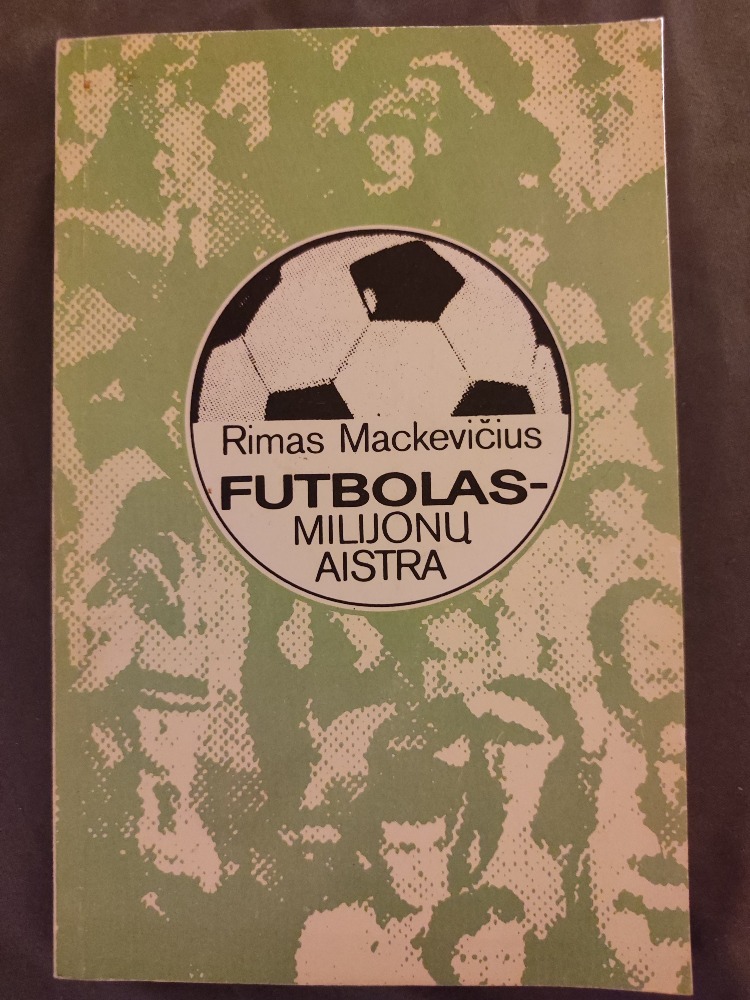 Rimas Mackevičius
FUTBOLAS-
MILIJONŲ
AISTRA